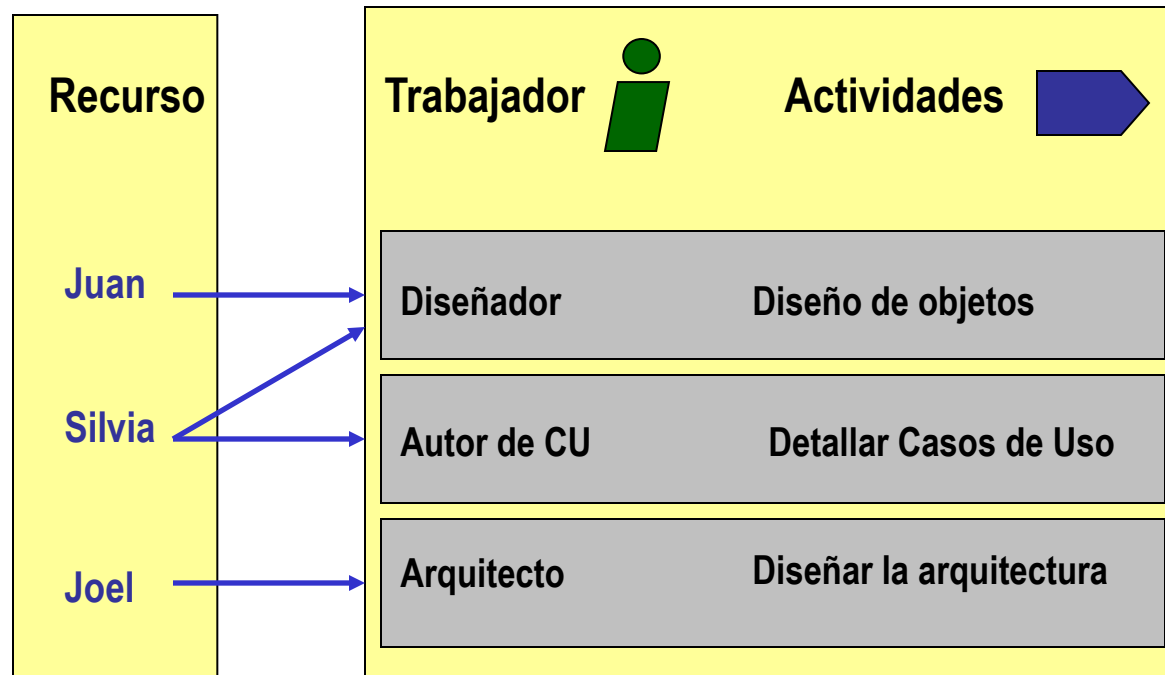 Recurso
Trabajador
Actividades
Juan
Diseñador
Diseño de objetos
Silvia
Autor de CU
Detallar Casos de Uso
Joel
Arquitecto
Diseñar la arquitectura